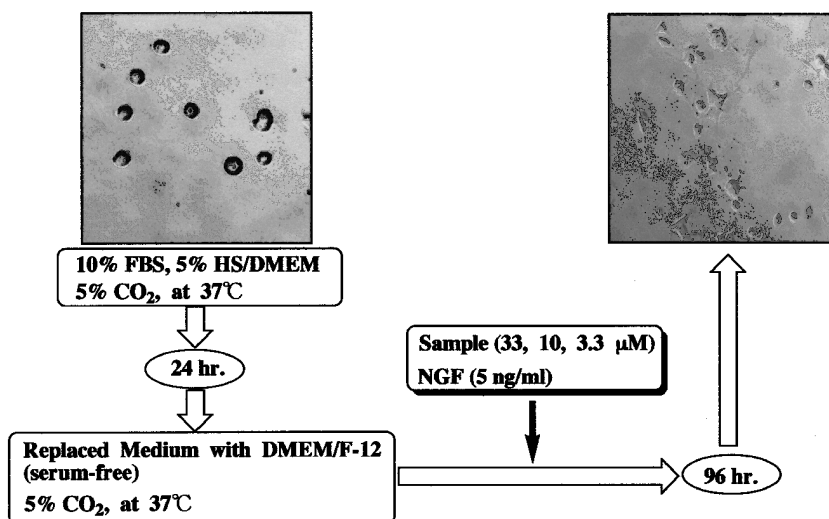 10% FBS, 5% HS/DMEM
5% CO₂, at 37℃
24 hr.
Replaced Medium with DMEM/F-12
(serum-free)
5% CO₂, at 37℃
Sample (33, 10, 3.3 μM)
NGF (5 ng/ml)
96 hr.